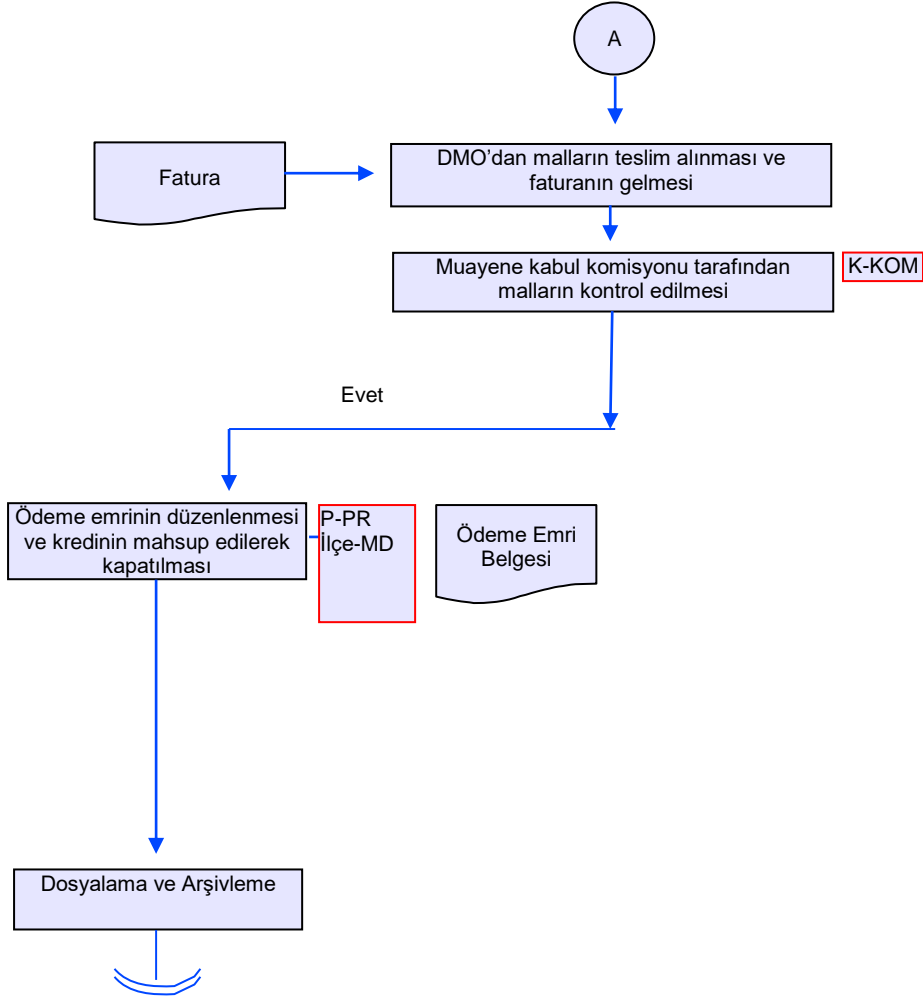 A
DMO’dan malların teslim alınması ve
faturanın gelmesi
Fatura
Muayene kabul komisyonu tarafından
malların kontrol edilmesi
K-KOM
Evet
Ödeme emrinin düzenlenmesi
ve kredinin mahsup edilerek
kapatılması
P-PR
İlçe-MD
Ödeme Emri
Belgesi
Dosyalama ve Arşivleme